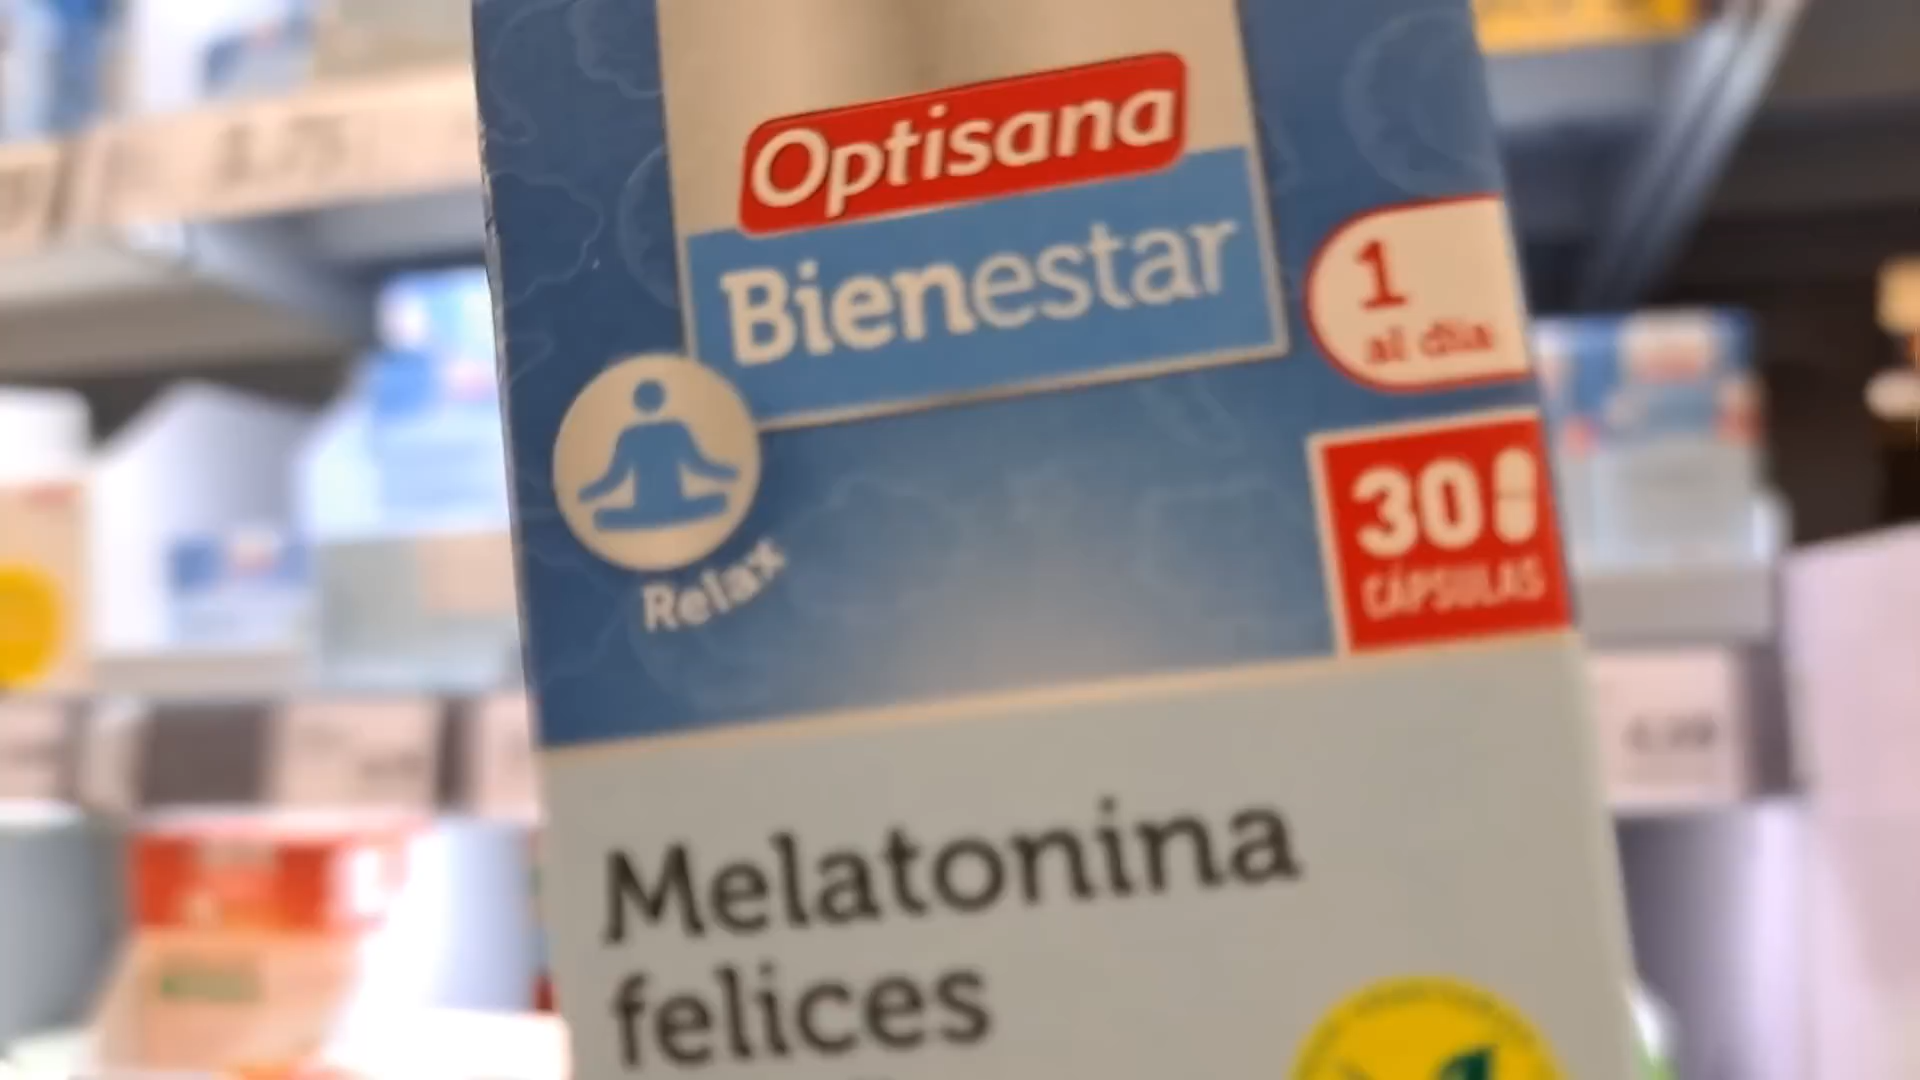 Optisana
Bienestar
1
al día
Relax
30
CÁPSULAS
Melatonina
felices